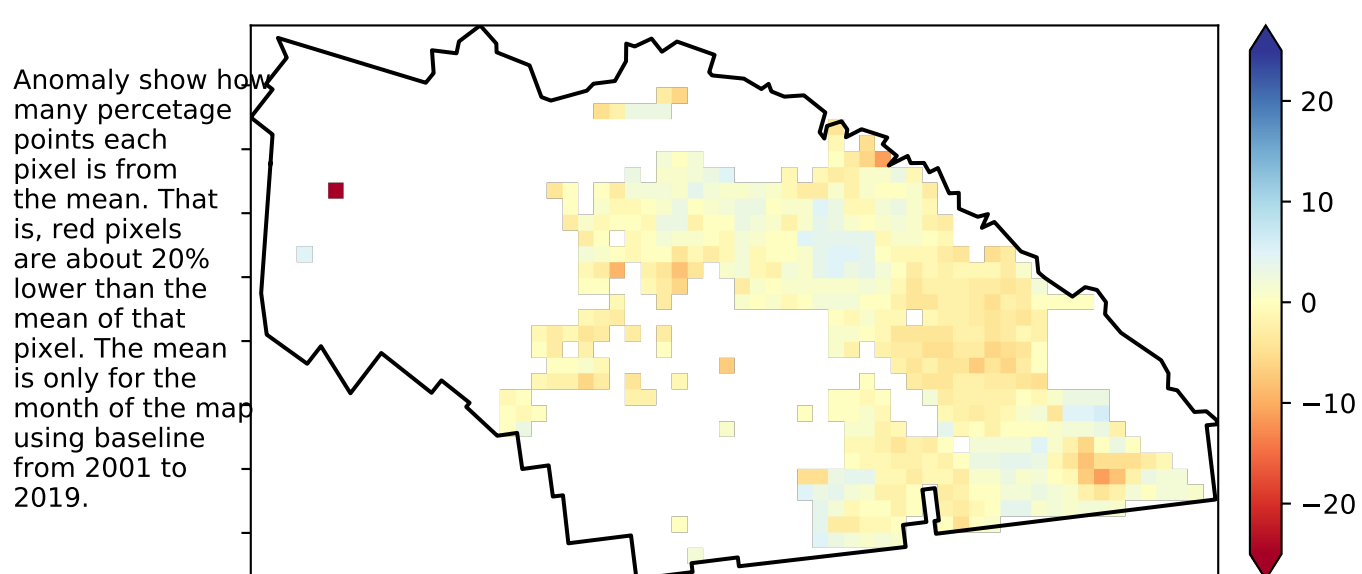 Anomaly show how
many percetage
points each
pixel is from
the mean. That
is, red pixels
are about 20%
lower than the
mean of that
pixel. The mean
is only for the
month of the map
using baseline
from 2001 to
2019.
20
10
0
−10
−20